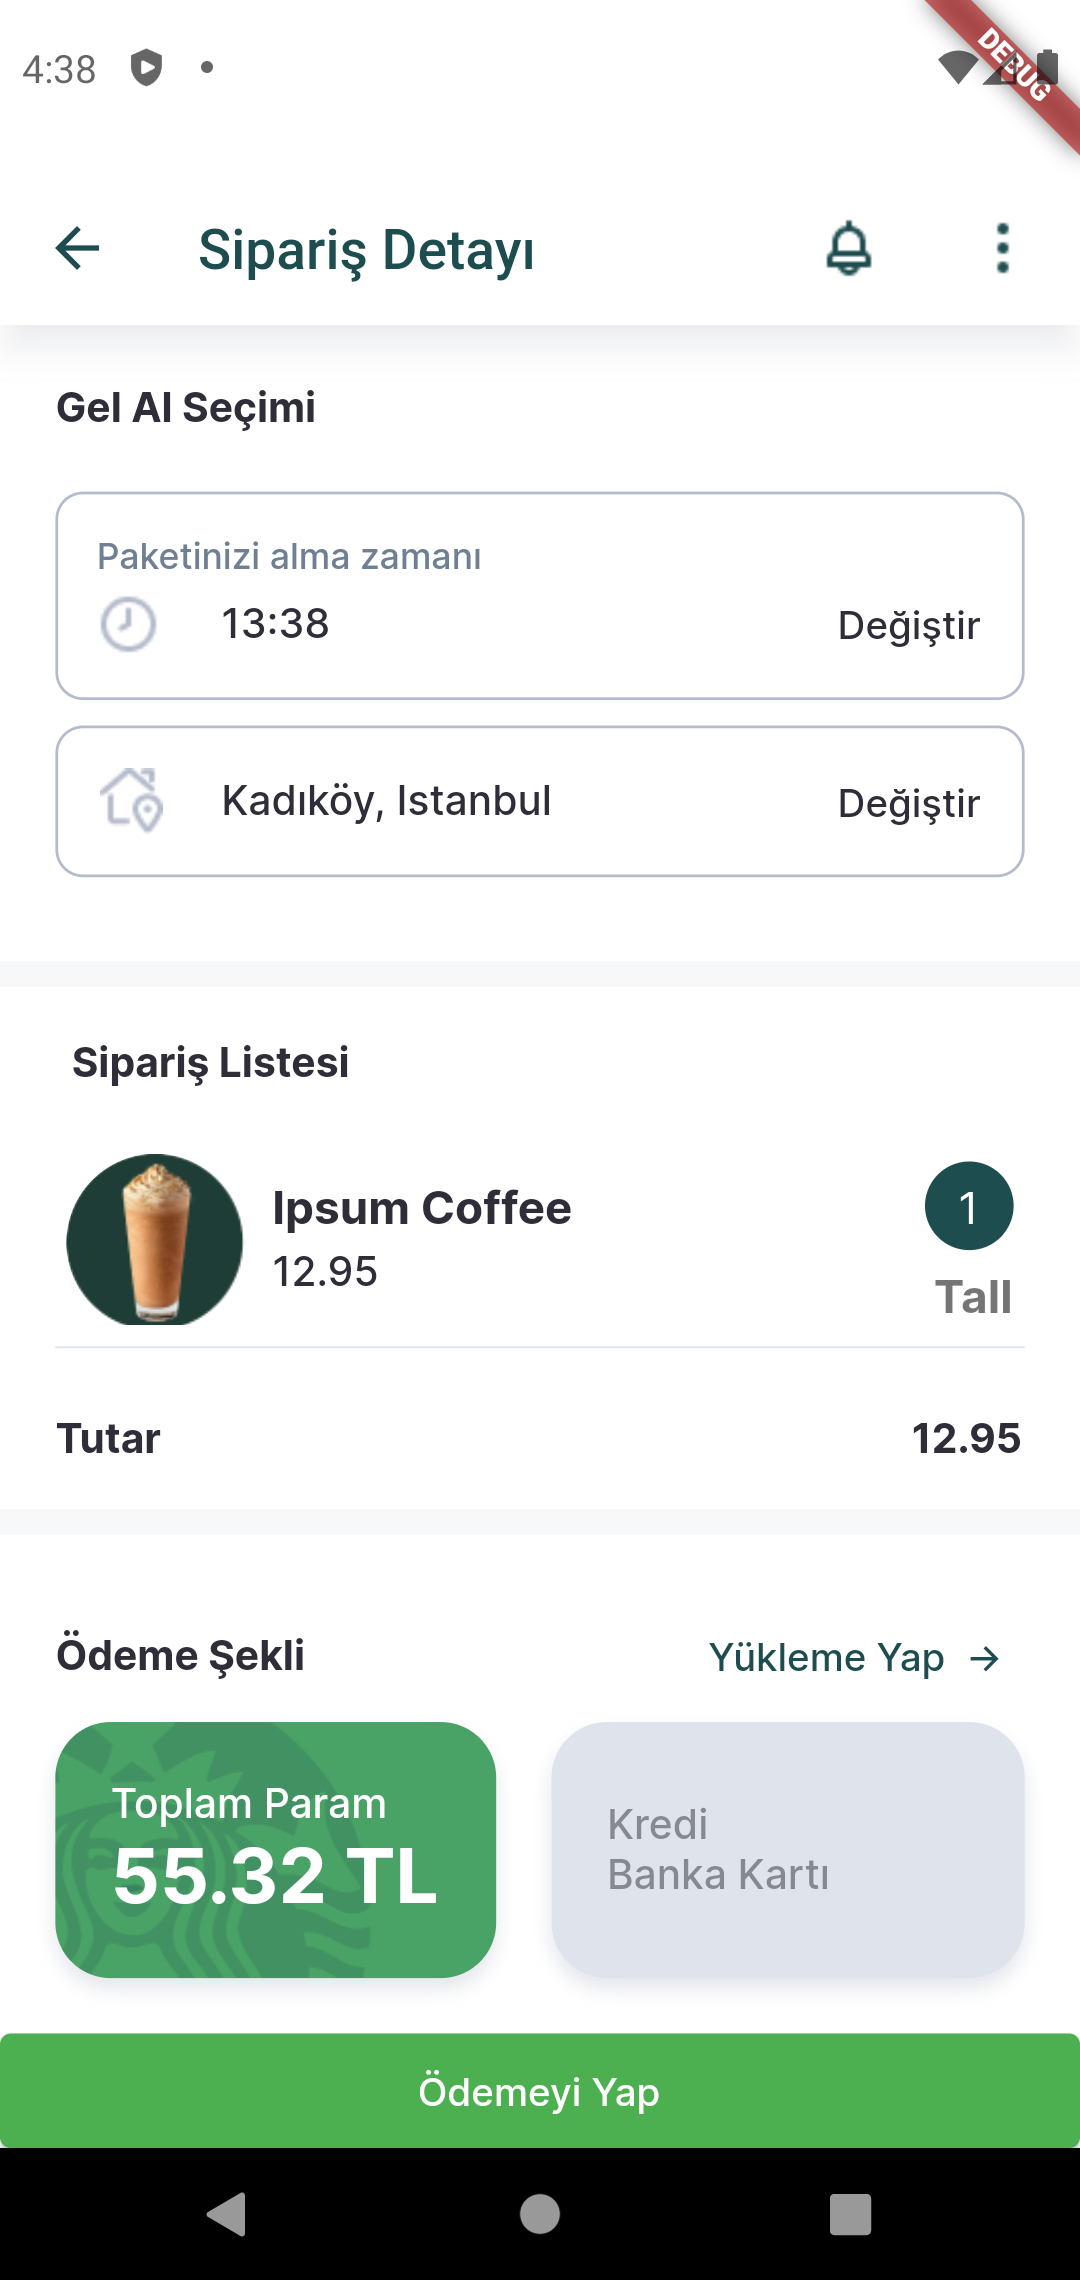 4:38
DEBUG
Sipariş Detayı
Gel Al Seçimi
Paketinizi alma zamanı
13:38
Değiştir
Kadıköy, Istanbul
Değiştir
Sipariş Listesi
Ipsum Coffee
1
12.95
Tall
Tutar
12.95
Ödeme Şekli
Yükleme Yap →
Toplam Param
55.32 TL
Kredi
Banka Kartı
Ödemeyi Yap